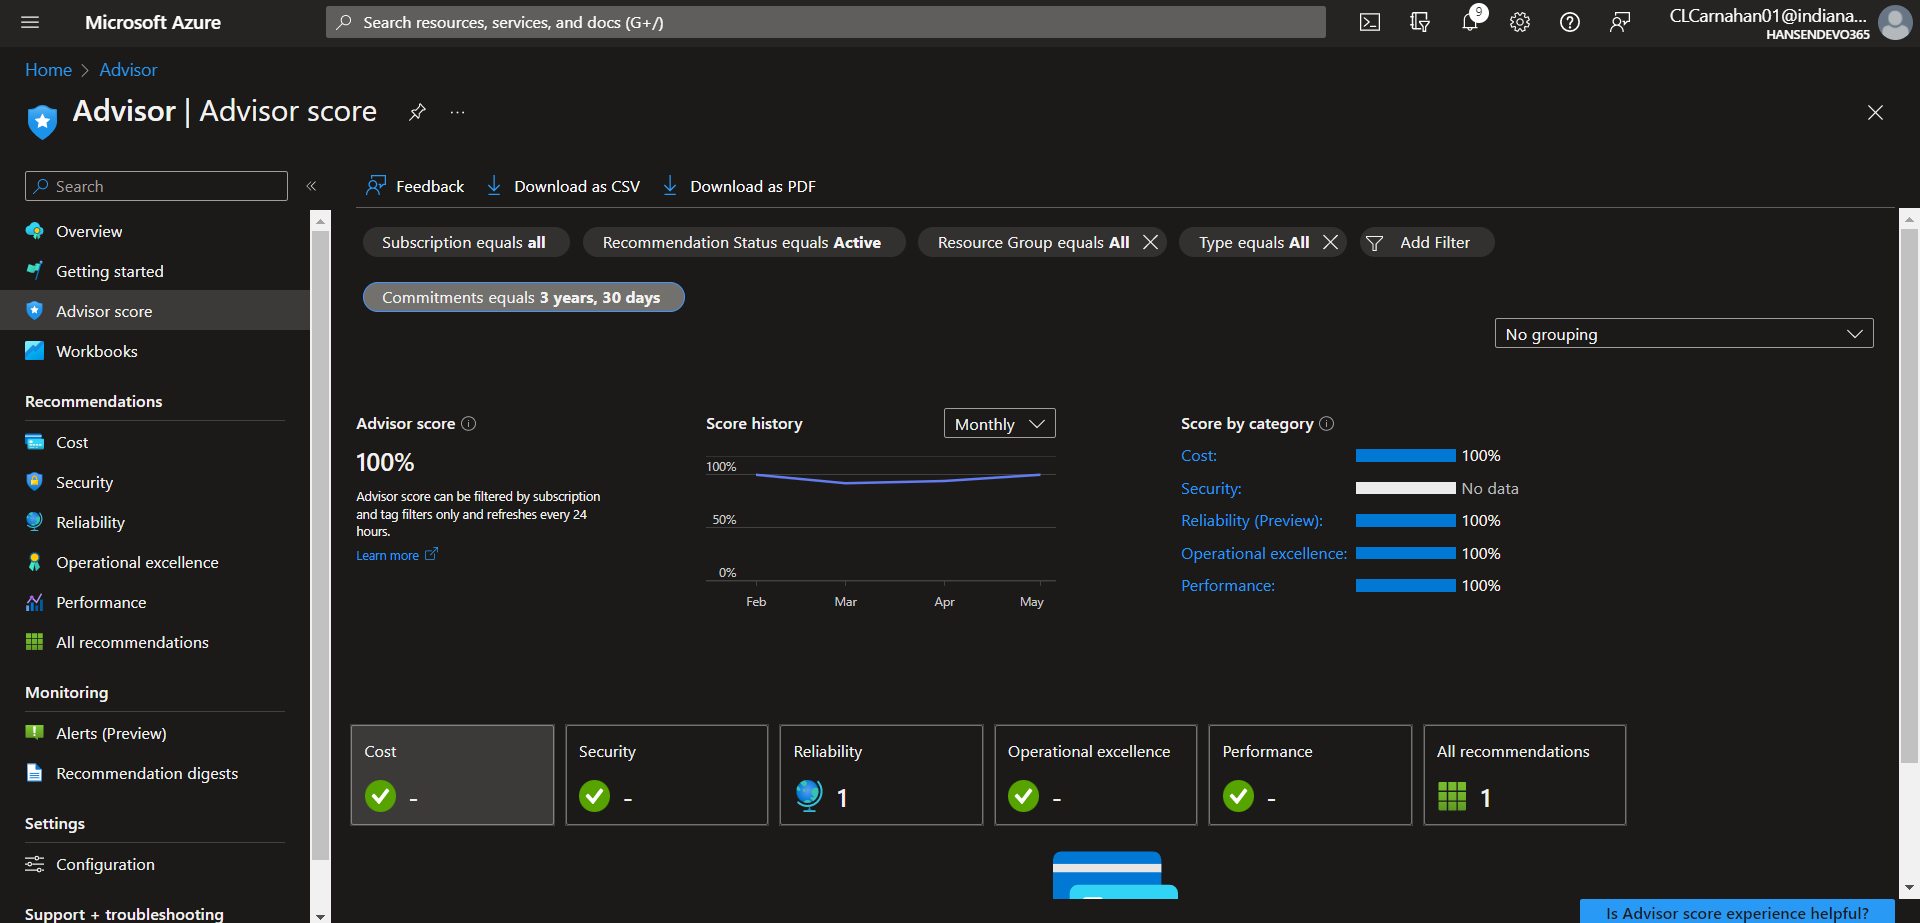 Microsoft Azure
Search resources, services, and docs (G+/)
9
CLCarnahan01@indiana...
HANSENDEVO365
Home > Advisor
Advisor | Advisor score
Search
«
Feedback
Download as CSV
Download as PDF
Overview
Getting started
Advisor score
Workbooks
Recommendations
Cost
Security
Reliability
Operational excellence
Performance
All recommendations
Monitoring
Alerts (Preview)
Recommendation digests
Settings
Configuration
Support + troubleshooting
Subscription equals all
Recommendation Status equals Active
Resource Group equals All
Type equals All
Add Filter
Commitments equals 3 years, 30 days
No grouping
Advisor score
100%
Advisor score can be filtered by subscription
and tag filters only and refreshes every 24
hours.
Learn more
Score history
Monthly
100%
50%
0%
Feb Mar Apr May
Score by category
Cost: 100%
Security: No data
Reliability (Preview): 100%
Operational excellence: 100%
Performance: 100%
Cost
-
Security
-
Reliability
1
Operational excellence
-
Performance
-
All recommendations
1
Is Advisor score experience helpful?